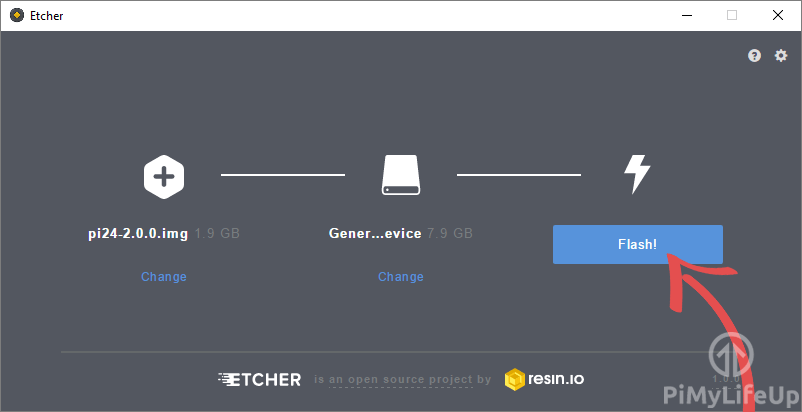 Etcher
pi24-2.0.0.img 1.9 GB
Gener...evice 7.9 GB
Flash!
Change
Change
ETCHER is an open source project by resin.io
1.0.0
PiMyLifeUp